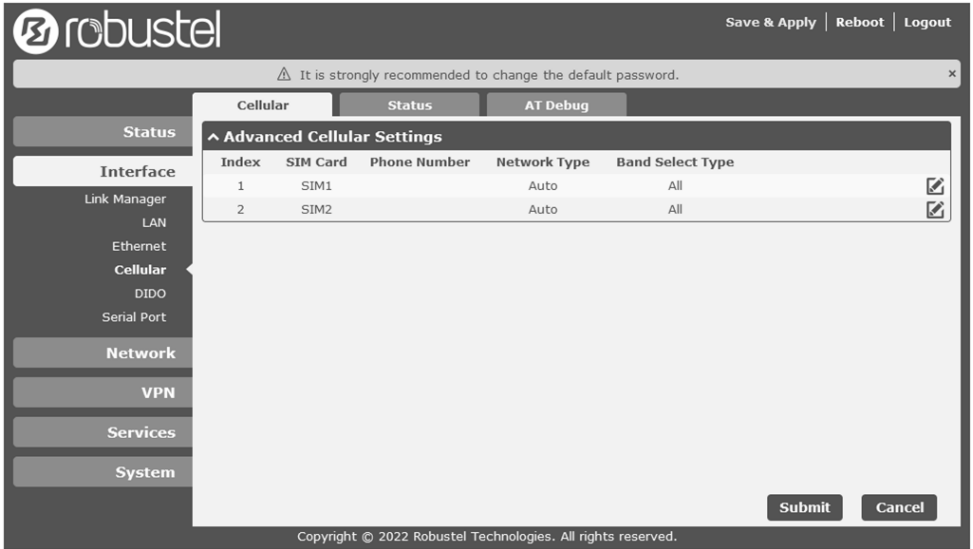 robustel
Save & Apply | Reboot | Logout
⚠ It is strongly recommended to change the default password. ×
Cellular Status AT Debug
Status
Interface
Link Manager
LAN
Ethernet
Cellular
DIDO
Serial Port
Network
VPN
Services
System
Advanced Cellular Settings
Index SIM Card Phone Number Network Type Band Select Type
1 SIM1 Auto All
2 SIM2 Auto All
Submit Cancel
Copyright © 2022 Robustel Technologies. All rights reserved.